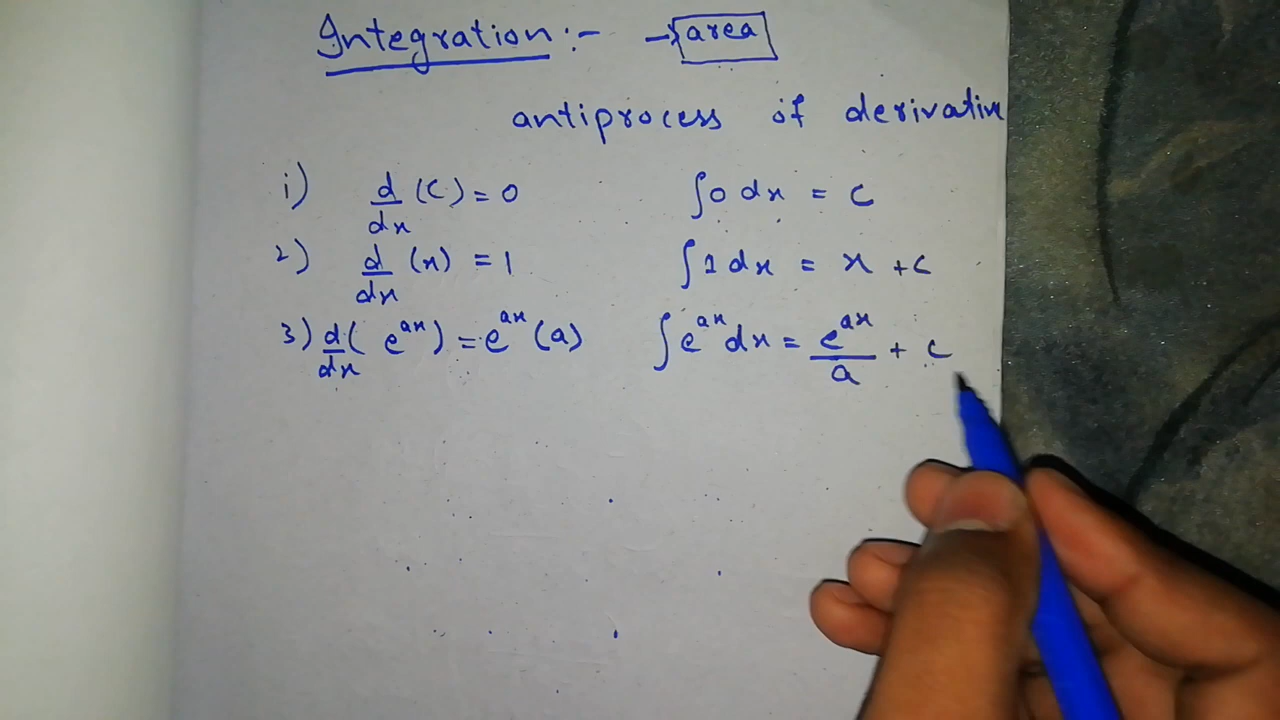 Integration :- → area
antiprocess of derivative
1) d/dx (c) = 0 ∫0 dx = c
2) d/dx (x) = 1 ∫1 dx = x + c
3) d/dx ( e^{ax}) = e^{ax} (a) ∫e^{ax} dx = e^{ax}/a + c